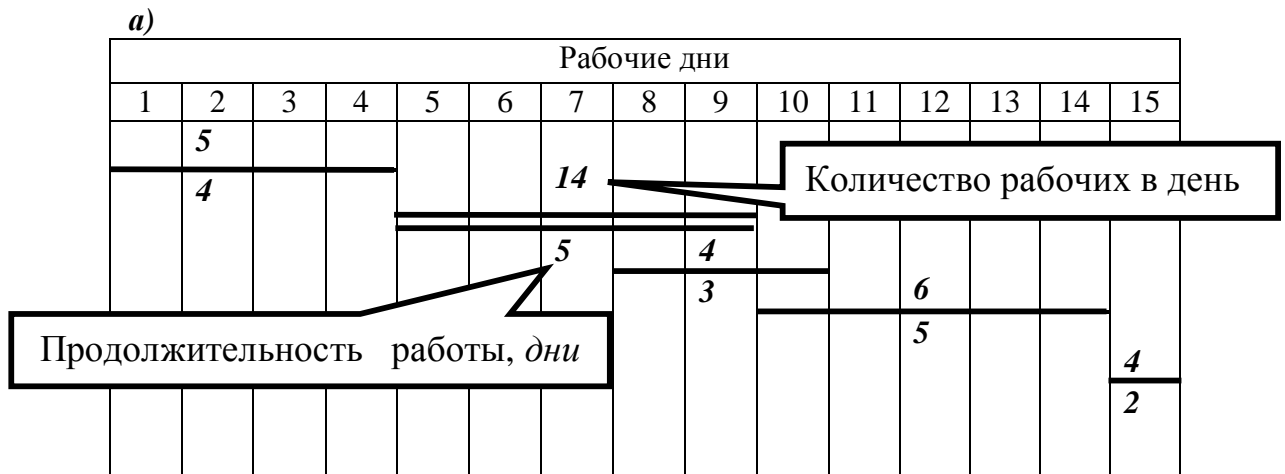 а)
Рабочие дни
1 2 3 4 5 6 7 8 9 10 11 12 13 14 15
5
4
14
Количество рабочих в день
5
4
3
6
5
Продолжительность работы, дни
4
2